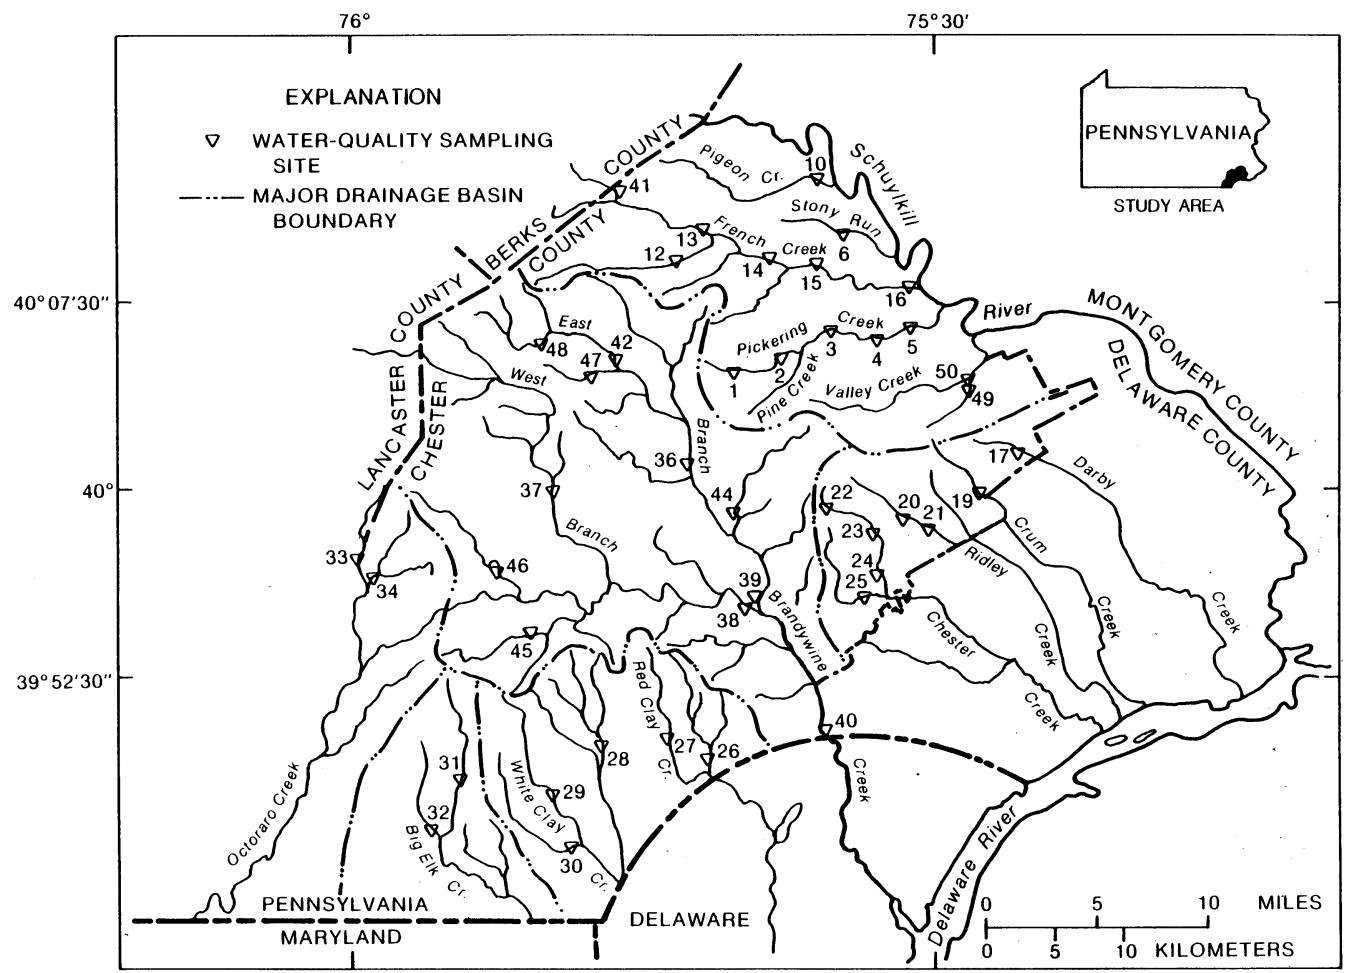 76°
75°30'
EXPLANATION
WATER-QUALITY SAMPLING
SITE
MAJOR DRAINAGE BASIN
BOUNDARY
PENNSYLVANIA
STUDY AREA
BERKS COUNTY
COUNTY
LANCASTER COUNTY
CHESTER
MONTGOMERY COUNTY
DELAWARE COUNTY
40°07'30"
40°
39°52'30"
Pigeon Cr.
10
Schuylkill
41
Stony Run
6
13
French
Creek
12
14
15
16
River
East
48
47
42
Pickering
Creek
3
4
5
1
2
Pine Creek
Valley Creek
50
49
West
Branch
36
17
Darby
37
44
22
20
21
19
23
Crum
Branch
Ridley
33
34
46
24
25
39
38
Brandywine
Chester
Creek
Creek
Creek
Creek
45
Red Clay
Cr.
40
28
27
26
31
White Clay
29
Creek
32
Big Elk
Cr.
30
Cr.
Octoraro Creek
Delaware River
PENNSYLVANIA
MARYLAND
DELAWARE
0 5 10 MILES
0 5 10 KILOMETERS